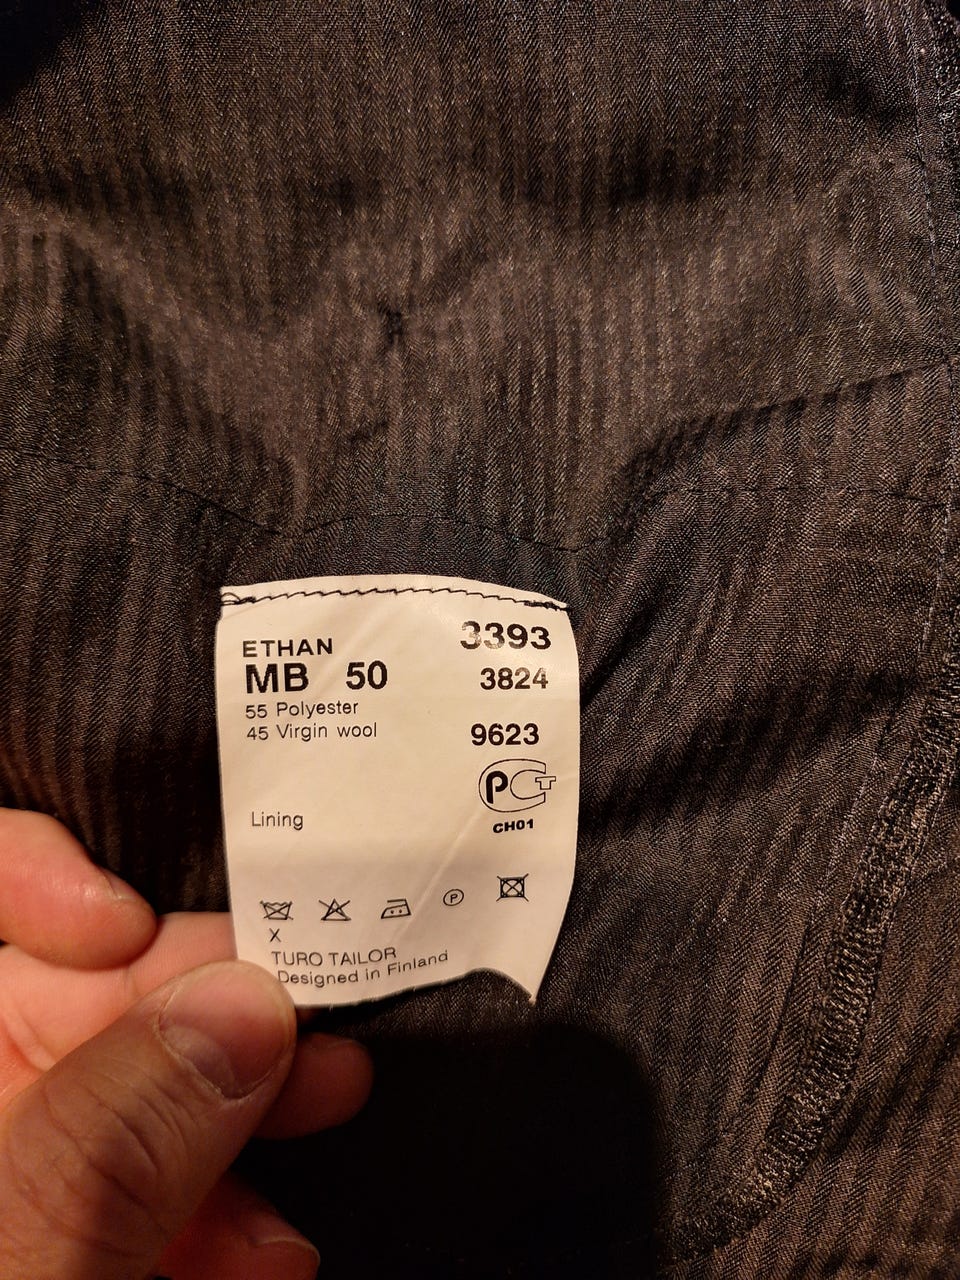 ETHAN 3393
MB 50 3824
55 Polyester
45 Virgin wool 9623
PCT
CH01
Lining
P
X
TURO TAILOR
Designed in Finland